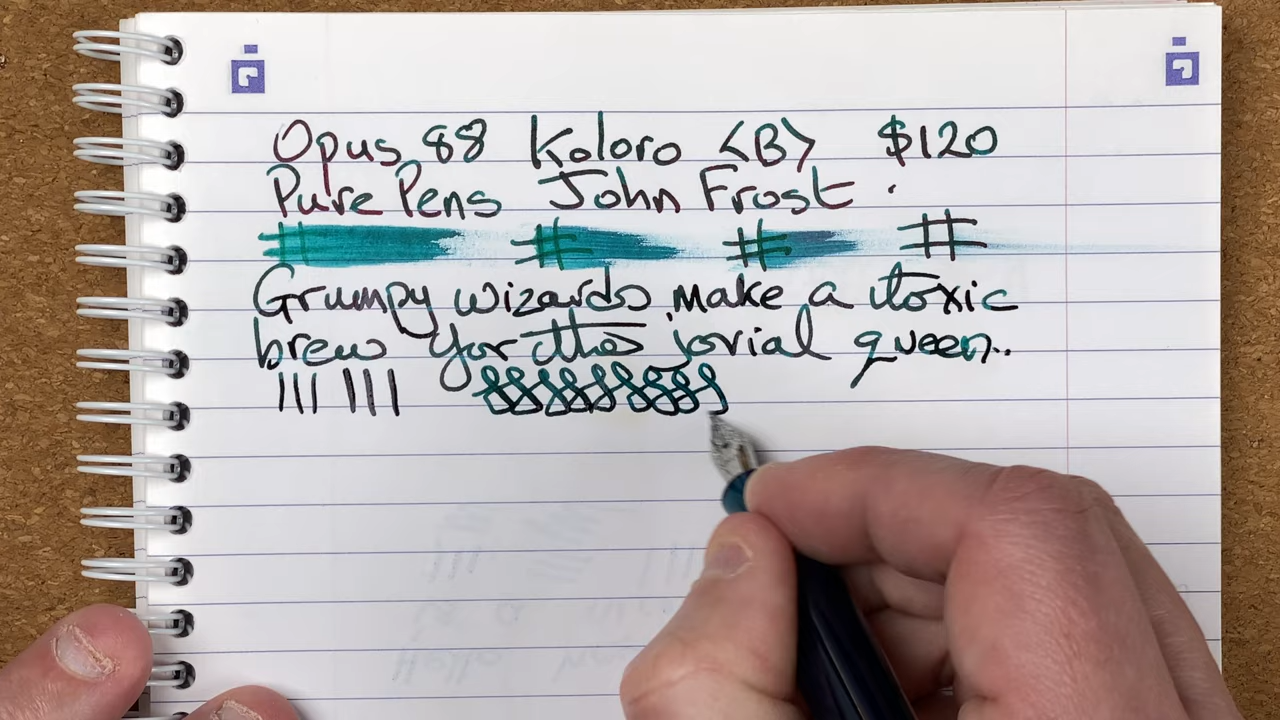 Opus 88 Koloro <B> $120
Pure Pens John Frost.
# # # #
Grumpy wizards make a toxic
brew for the jovial queen..